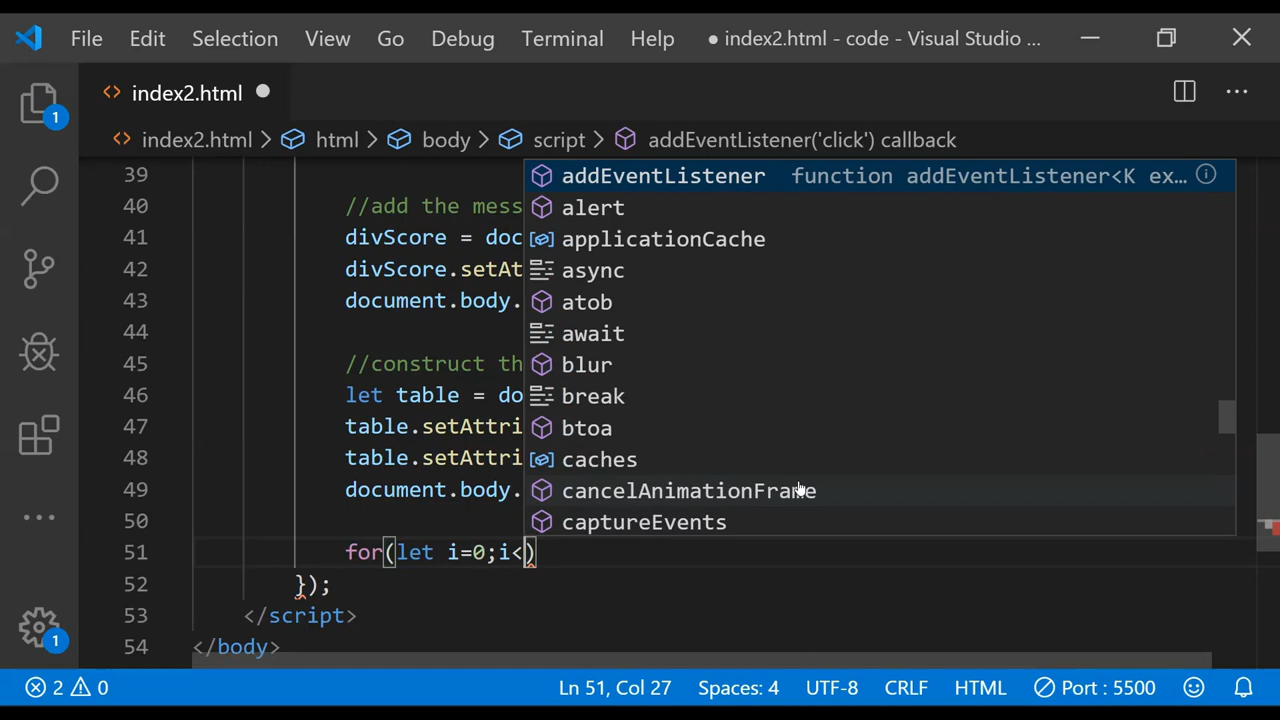 File Edit Selection View Go Debug Terminal Help ● index2.html - code - Visual Studio ...
index2.html
index2.html > html > body > script > addEventListener('click') callback
39
40 //add the mess
41 divScore = doc
42 divScore.setAt
43 document.body.
44
45 //construct th
46 let table = do
47 table.setAttri
48 table.setAttri
49 document.body.
50
51 for(let i=0;i<)
52 });
53 </script>
54 </body>
addEventListener function addEventListener<K ex...
alert
applicationCache
async
atob
await
blur
break
btoa
caches
cancelAnimationFrame
captureEvents
1
1
2 0 Ln 51, Col 27 Spaces: 4 UTF-8 CRLF HTML Port : 5500